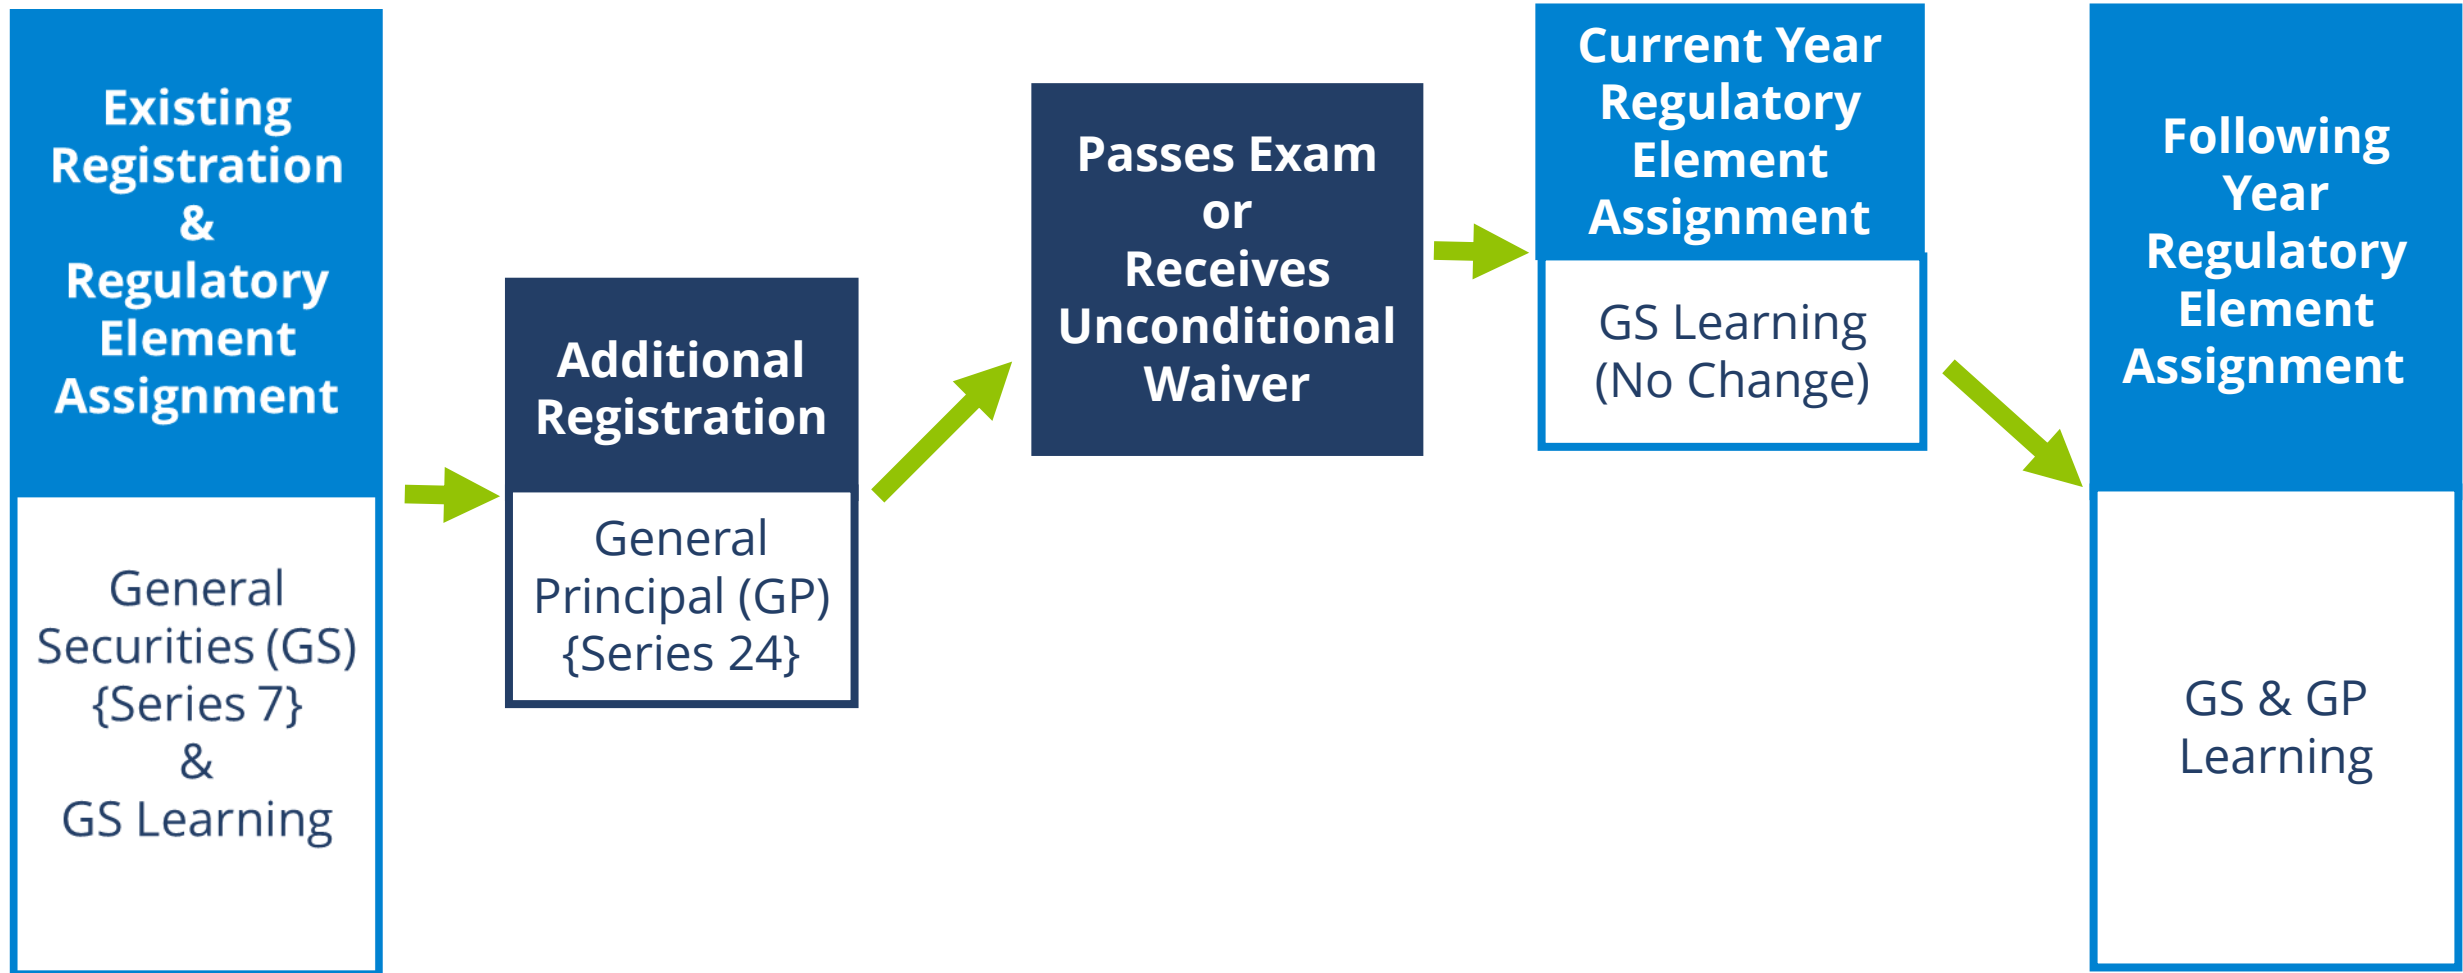 Existing
Registration
&
Regulatory
Element
Assignment
General
Securities (GS)
{Series 7}
&
GS Learning
Additional
Registration
General
Principal (GP)
{Series 24}
Passes Exam
or
Receives
Unconditional
Waiver
Current Year
Regulatory
Element
Assignment
GS Learning
(No Change)
Following
Year
Regulatory
Element
Assignment
GS & GP
Learning